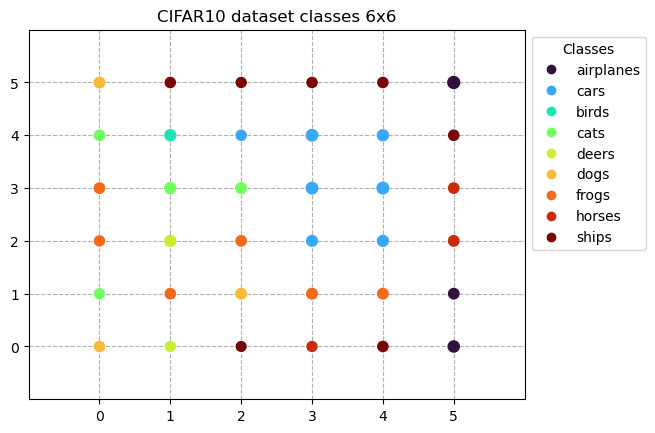 CIFAR10 dataset classes 6x6
Classes
airplanes
cars
birds
cats
deers
dogs
frogs
horses
ships
5
4
3
2
1
0
0 1 2 3 4 5